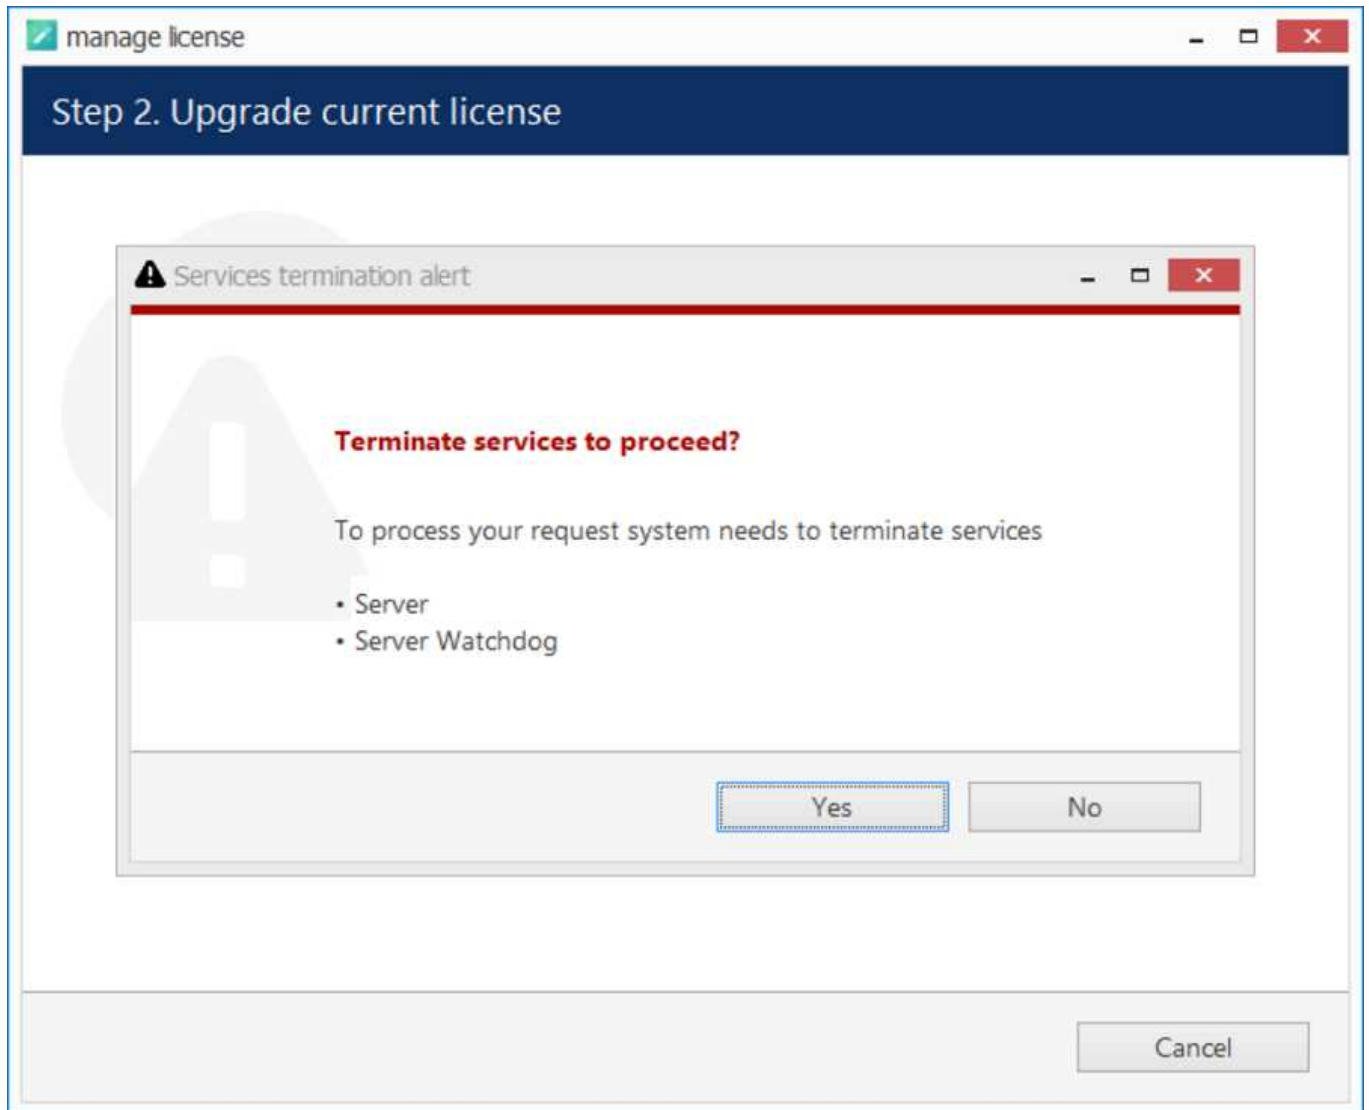 manage license
Step 2. Upgrade current license
Services termination alert
Terminate services to proceed?
To process your request system needs to terminate services
• Server
• Server Watchdog
Yes
No
Cancel